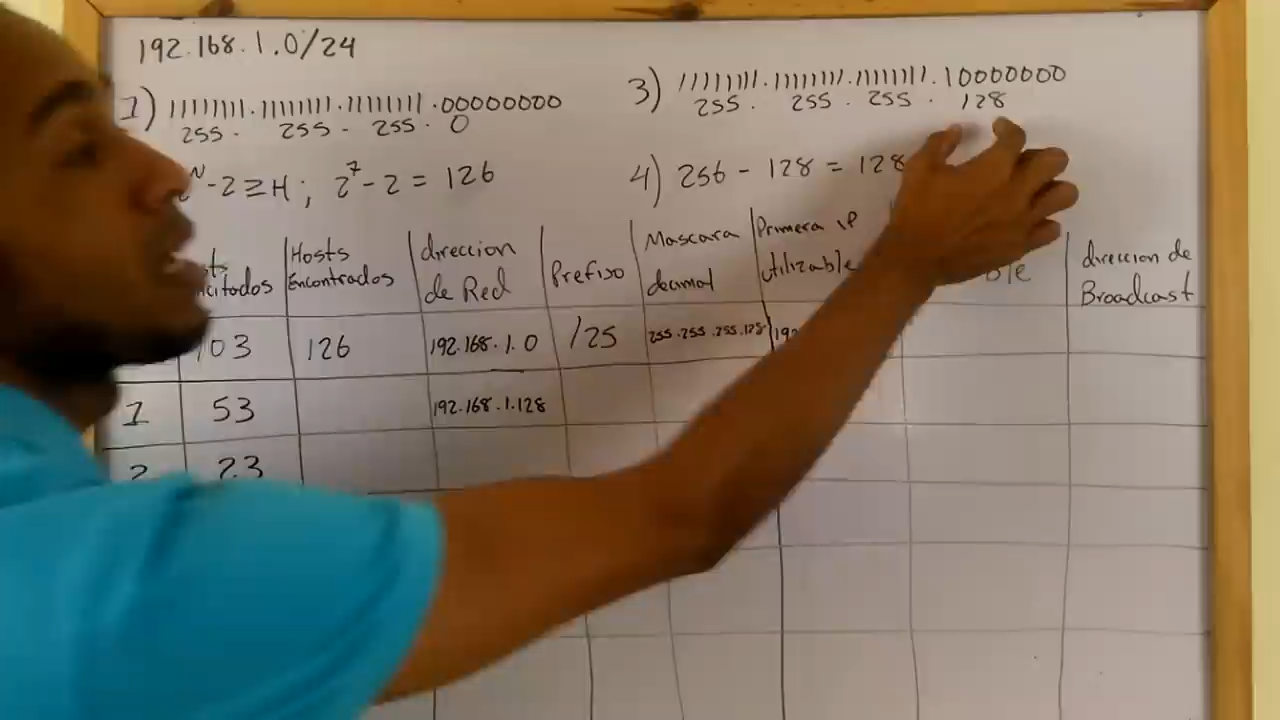 192.168.1.0/24
1) 11111111.11111111.11111111.00000000
255. 255. 255. 0
N-2≥H; 2^7-2 = 126
3) 11111111.11111111.11111111.10000000
255. 255. 255. 128
4) 256 - 128 = 128
Hosts Encontrados
direccion de Red
Prefijo
Mascara decimal
Primera IP utilizable
direccion de Broadcast
103 126 192.168.1.0 /25 255.255.255.128
1 53 192.168.1.128
2 23